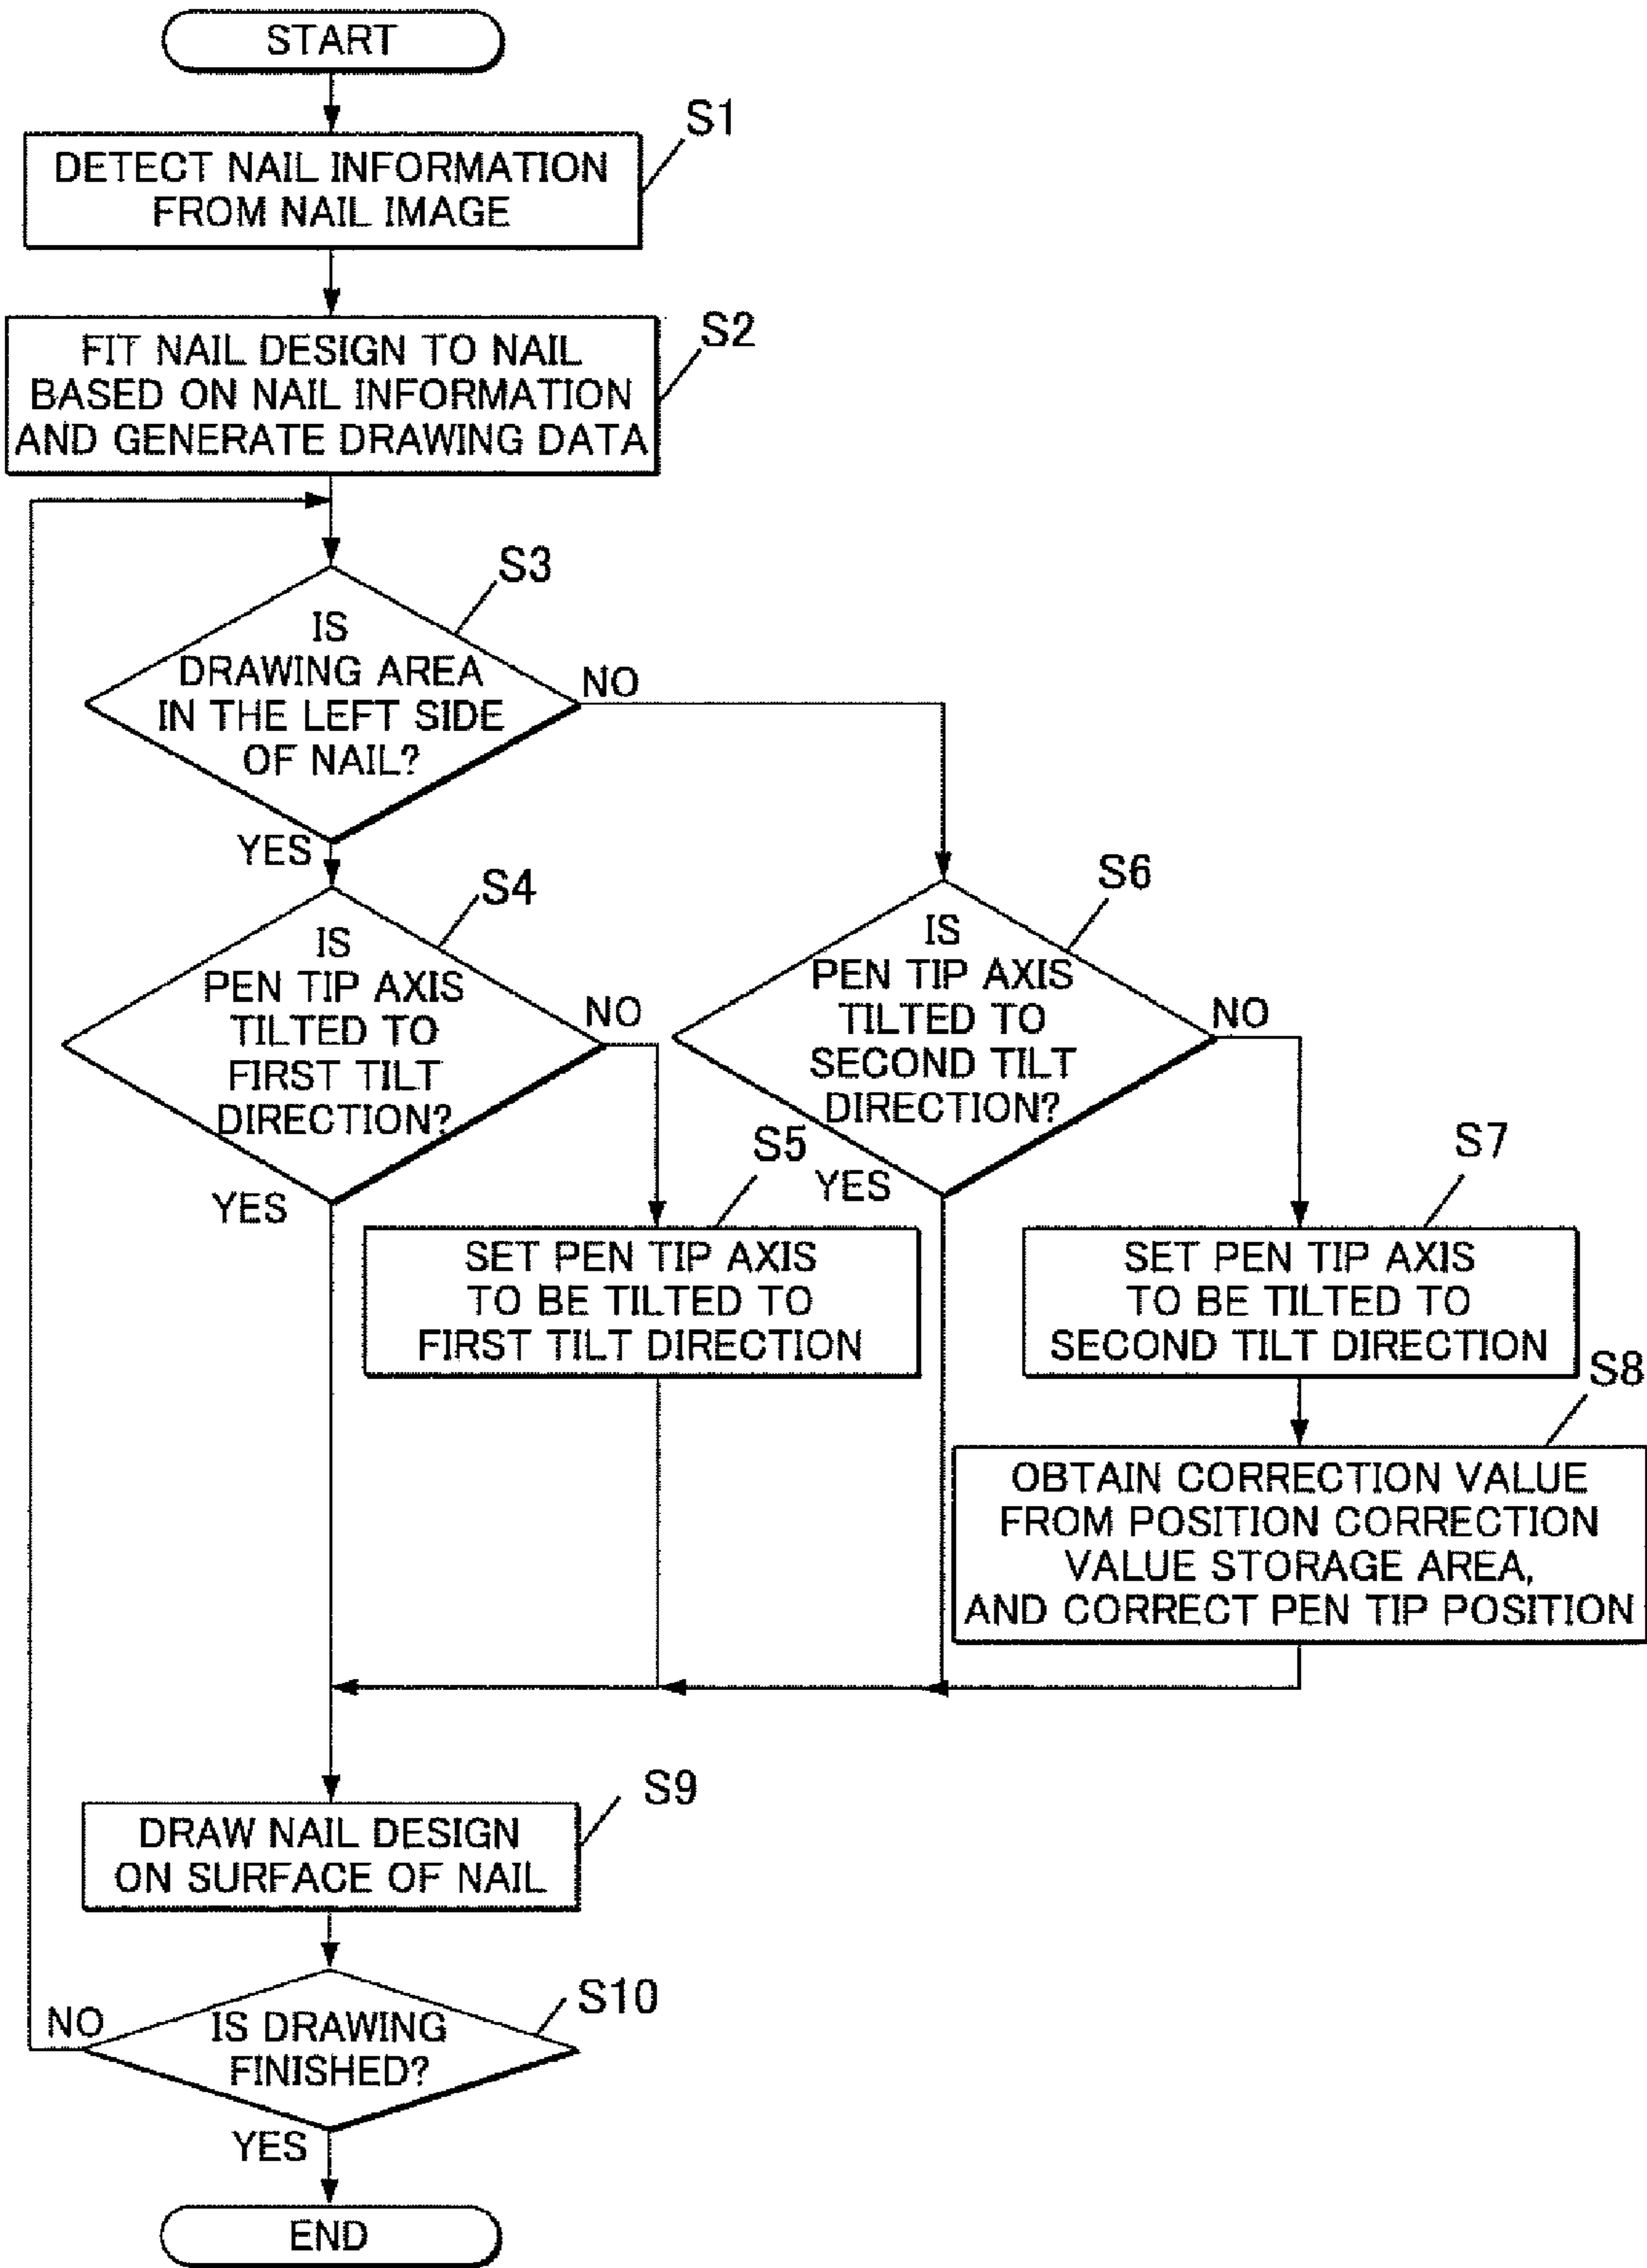 START
S1
DETECT NAIL INFORMATION
FROM NAIL IMAGE
S2
FIT NAIL DESIGN TO NAIL
BASED ON NAIL INFORMATION
AND GENERATE DRAWING DATA
S3
IS
DRAWING AREA
IN THE LEFT SIDE
OF NAIL?
NO
YES
S4
IS
PEN TIP AXIS
TILTED TO
FIRST TILT
DIRECTION?
NO
YES
S6
IS
PEN TIP AXIS
TILTED TO
SECOND TILT
DIRECTION?
NO
YES
S5
SET PEN TIP AXIS
TO BE TILTED TO
FIRST TILT DIRECTION
S7
SET PEN TIP AXIS
TO BE TILTED TO
SECOND TILT DIRECTION
S8
OBTAIN CORRECTION VALUE
FROM POSITION CORRECTION
VALUE STORAGE AREA,
AND CORRECT PEN TIP POSITION
S9
DRAW NAIL DESIGN
ON SURFACE OF NAIL
S10
IS DRAWING
FINISHED?
NO
YES
END